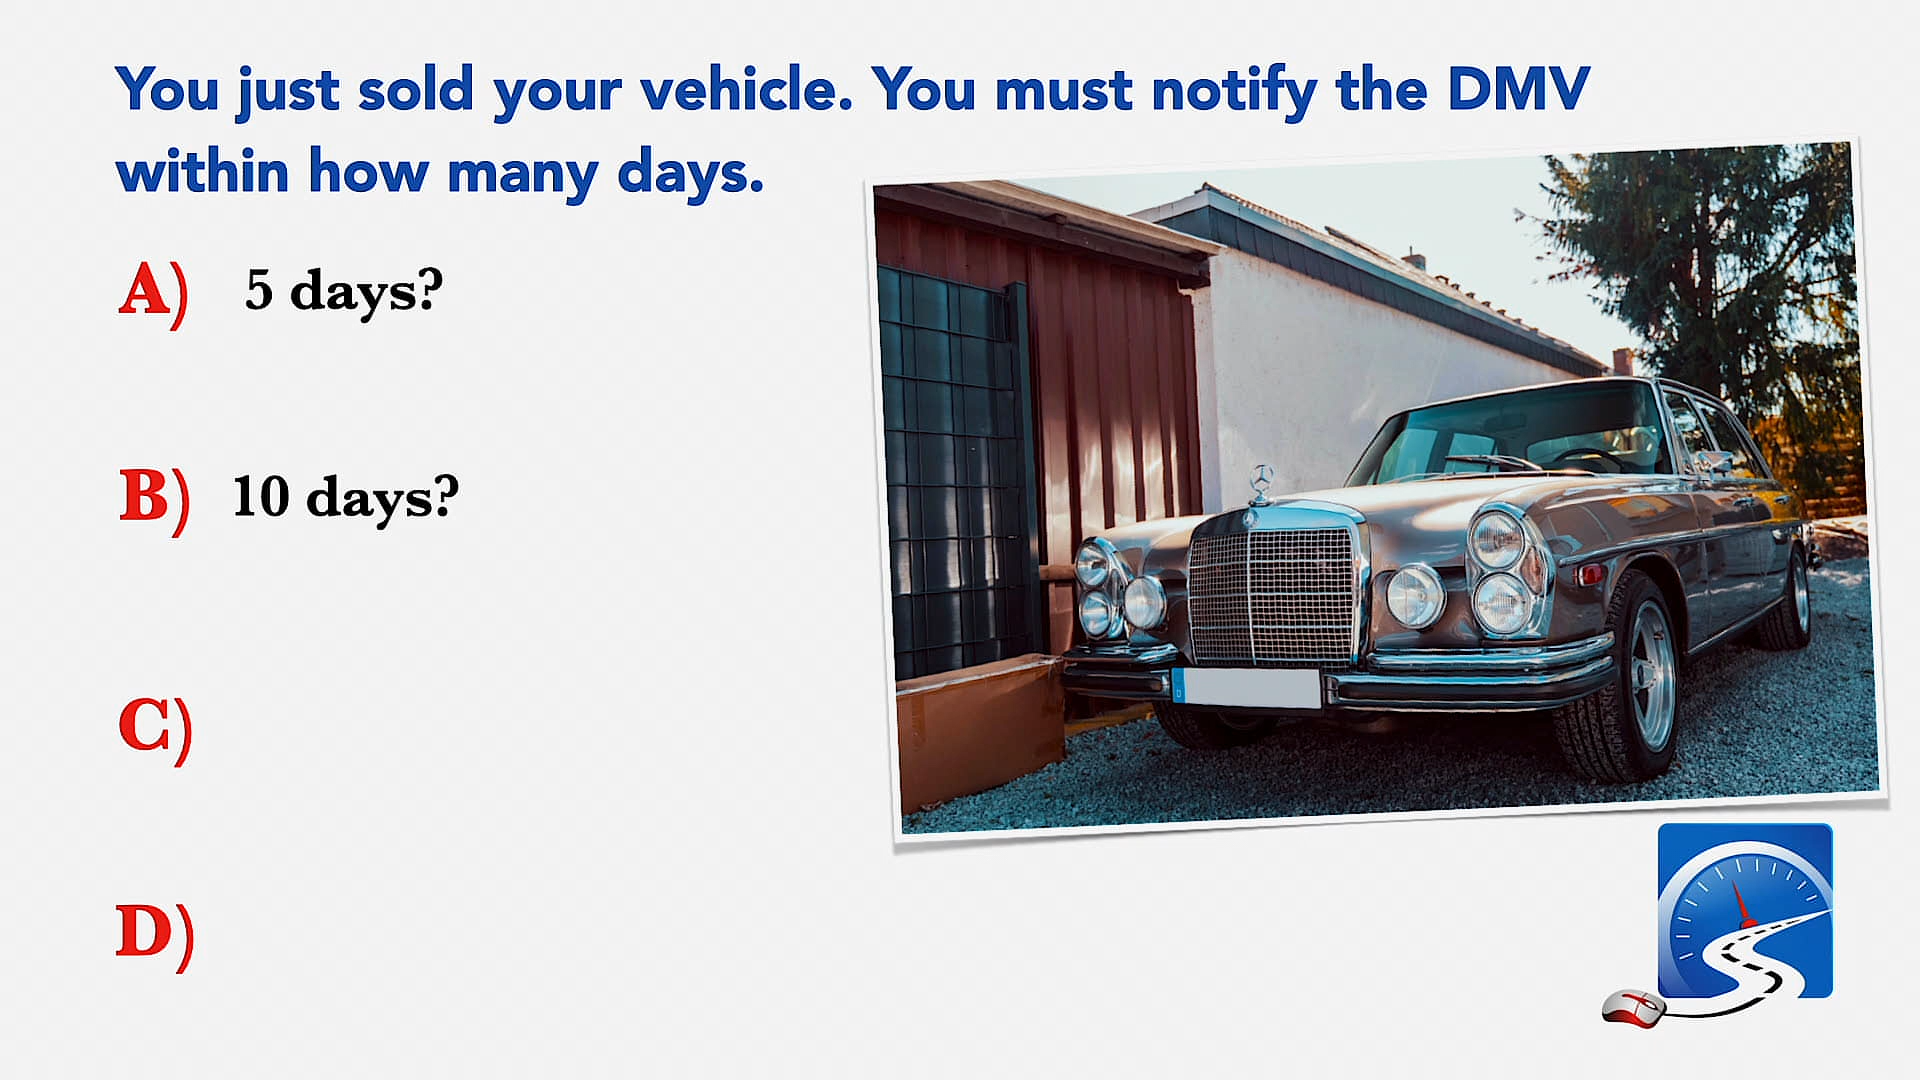 You just sold your vehicle. You must notify the DMV
within how many days.
A) 5 days?
B) 10 days?
C)
D)